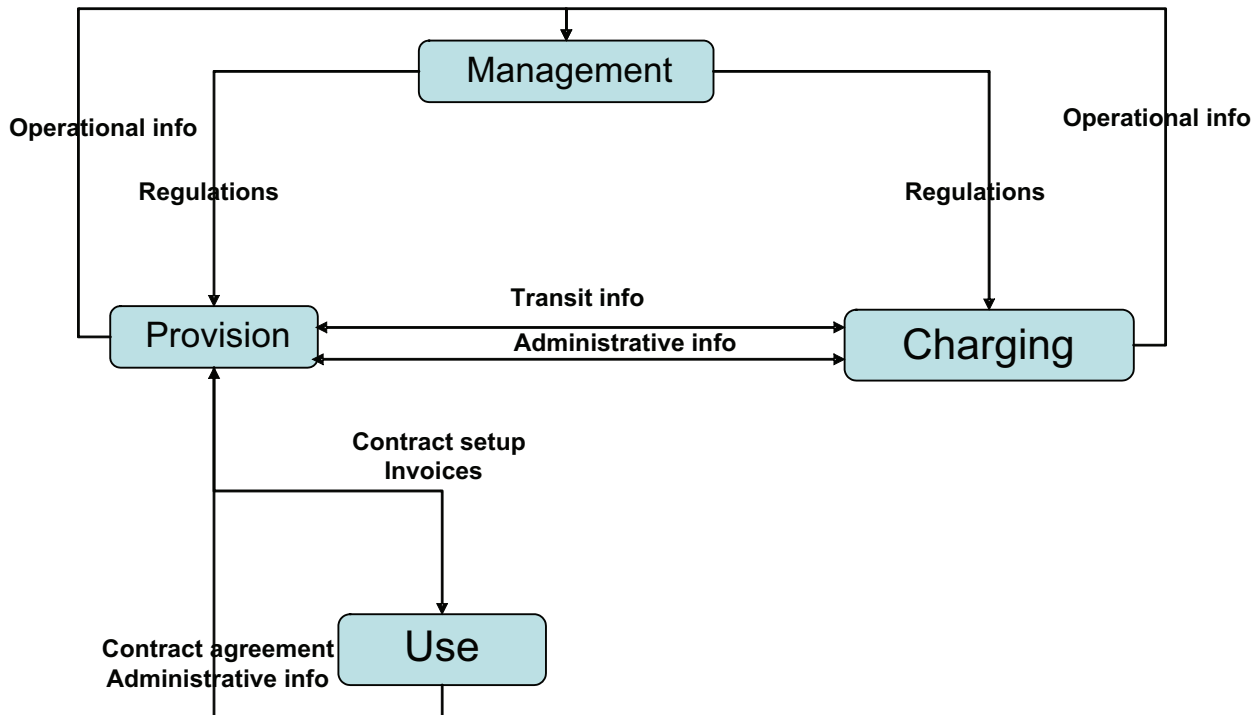 Management
Operational info
Operational info
Regulations
Regulations
Transit info
Provision
Administrative info
Charging
Contract setup
Invoices
Use
Contract agreement
Administrative info